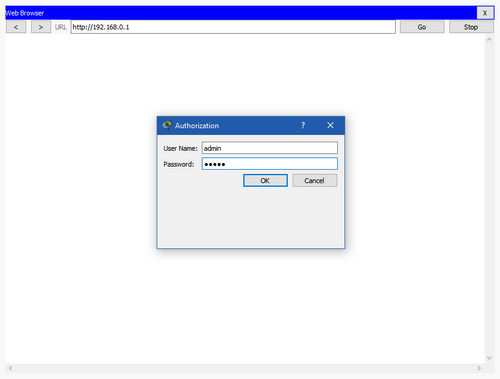 Web Browser X
< > URL http://192.168.0.1 Go Stop
Authorization ? ×
User Name: admin
Password: •••••
OK Cancel